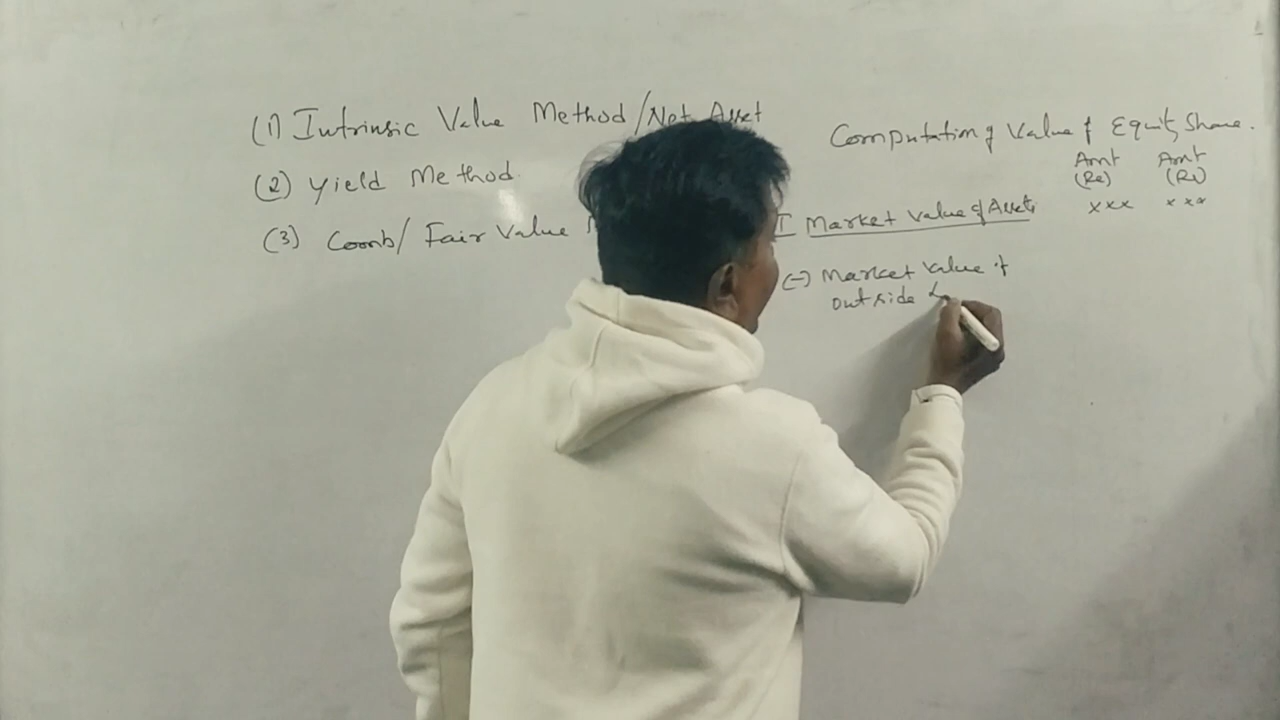 (1) Intrinsic Value Method/Net Asset
(2) Yield Method
(3) Comb/ Fair Value
Computation of Value of Equity Share.
Amt Amt
(Rs) (Rs)
I Market Value of Assets xxx xxx
(-) Market Value of
outside